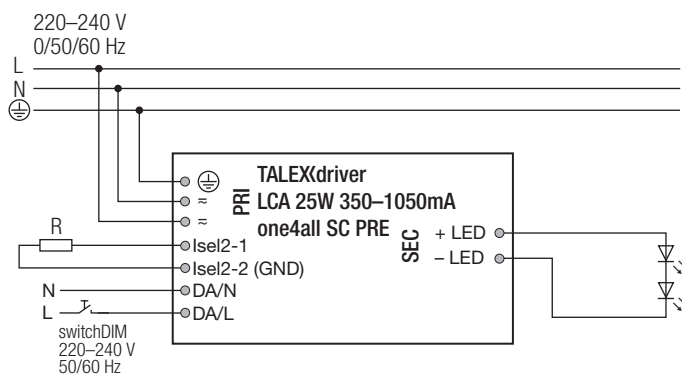 220–240 V
0/50/60 Hz
L
N
PRI
TALEXXdriver
LCA 25W 350–1050mA
one4all SC PRE
≂
≂
R
Isel2-1
Isel2-2 (GND)
SEC
+ LED
– LED
N
DA/N
L
DA/L
switchDIM
220–240 V
50/60 Hz